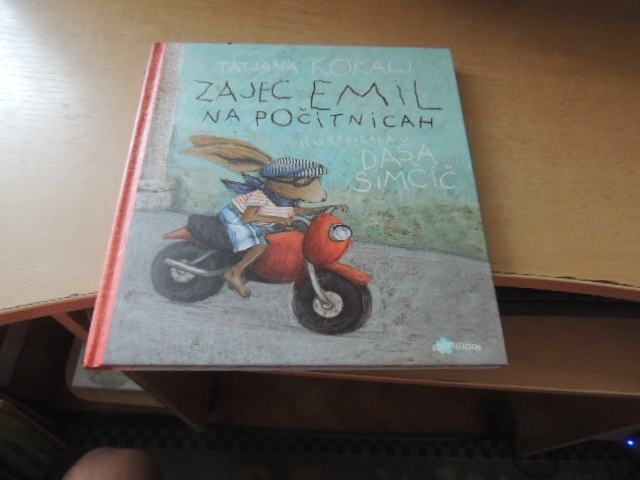 TATJANA KOKALJ
ZAJEC EMIL
NA POČITNICAH
ILUSTRIRALA
DAŠA
SIMČIČ